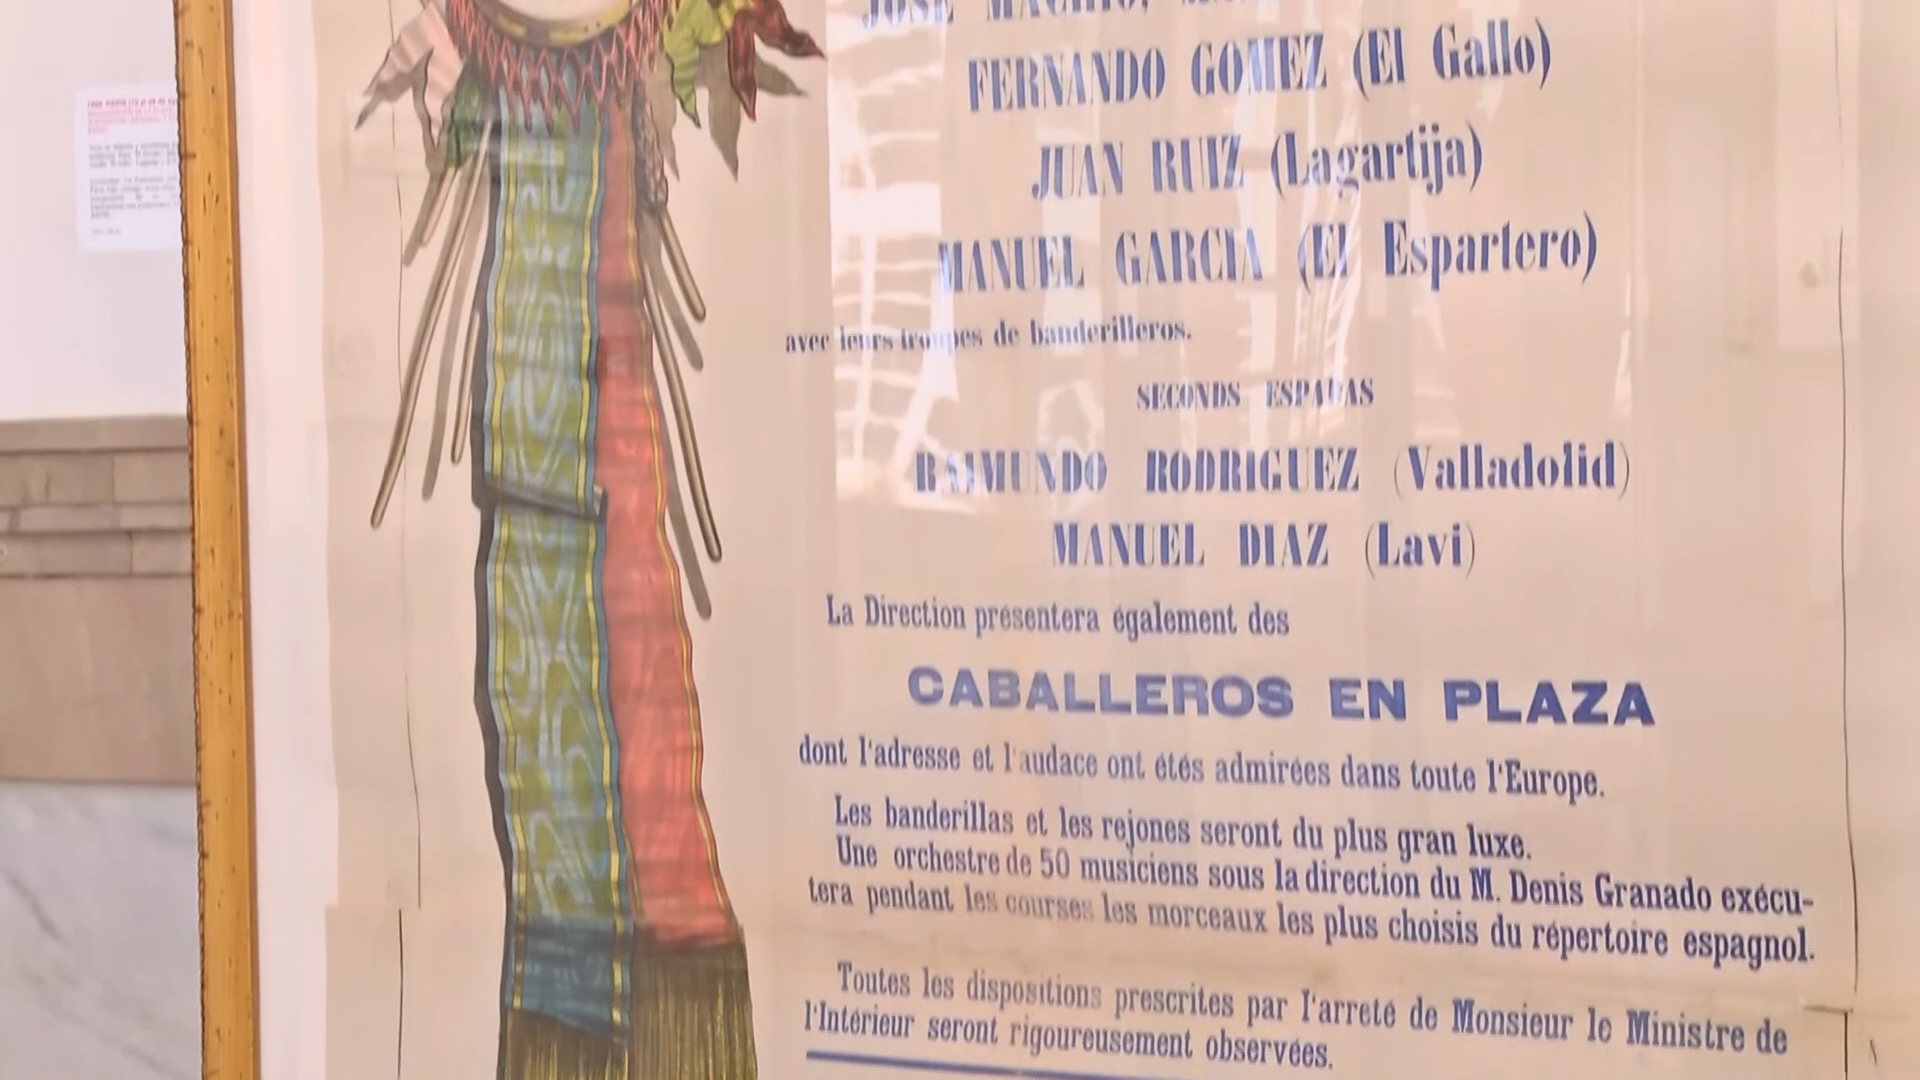 JOSE MACHIO,
FERNANDO GOMEZ (El Gallo)
JUAN RUIZ (Lagartija)
MANUEL GARCIA (El Espartero)
avec leurs troupes de banderilleros.
SECONDS ESPADAS
RAIMUNDO RODRIGUEZ (Valladolid)
MANUEL DIAZ (Lavi)
La Direction présentera également des
CABALLEROS EN PLAZA
dont l'adresse et l'audace ont étés admirées dans toute l'Europe.
Les banderillas et les rejones seront du plus gran luxe.
Une orchestre de 50 musiciens sous la direction du M. Denis Granado exécu-
tera pendant les courses les morceaux les plus choisis du répertoire espagnol.
Toutes les dispositions prescrites par l'arreté de Monsieur le Ministre de
l'Intérieur seront rigoureusement observées.